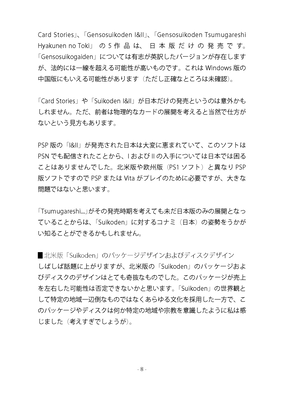 Card Stories』、『Gensosuikoden I&II』、『Gensosuikoden Tsumugareshi
Hyakunen no Toki』 の 5 作品 は、 日 本 版 だ け の 発 売 で す。
『Gensosuikogaiden』については有志が英訳したバージョンが存在します
が、法的には一線を越える可能性が高いものです。これは Windows 版の
中国版にもいえる可能性があります（ただし正確なところは未確認）。
『Card Stories』や『Suikoden I&II』が日本だけの発売というのは意外かも
しれません。ただ、前者は物理的なカードの展開を考えると当然で仕方が
ないという見方もあります。
PSP 版の『I&II』が発売された日本は大変に恵まれていて、このソフトは
PSN でも配信されたことから、I およびⅡの入手については日本では困る
ことはありませんでした。北米版や欧州版（PS1 ソフト）と異なり PSP
版ソフトですので PSP または Vita がプレイのために必要ですが、大きな
問題ではないと思います。
『Tsumugareshi...』がその発売時期を考えても未だ日本版のみの展開となっ
ていることからは、『Suikoden』に対するコナミ（日本）の姿勢をうかが
い知ることができるかもしれません。
■北米版『Suikoden』のパッケージデザインおよびディスクデザイン
しばしば話題に上がりますが、北米版の『Suikoden』のパッケージおよ
びディスクのデザインはとても奇抜なものでした。このパッケージが売上
を左右した可能性は否定できないかと思います。『Suikoden』の世界観と
して特定の地域一辺倒なものではなくあらゆる文化を採用した一方で、こ
のパッケージやディスクは何か特定の地域や宗教を意識したように私は感
じました（考えすぎでしょうが）。
- 8 -